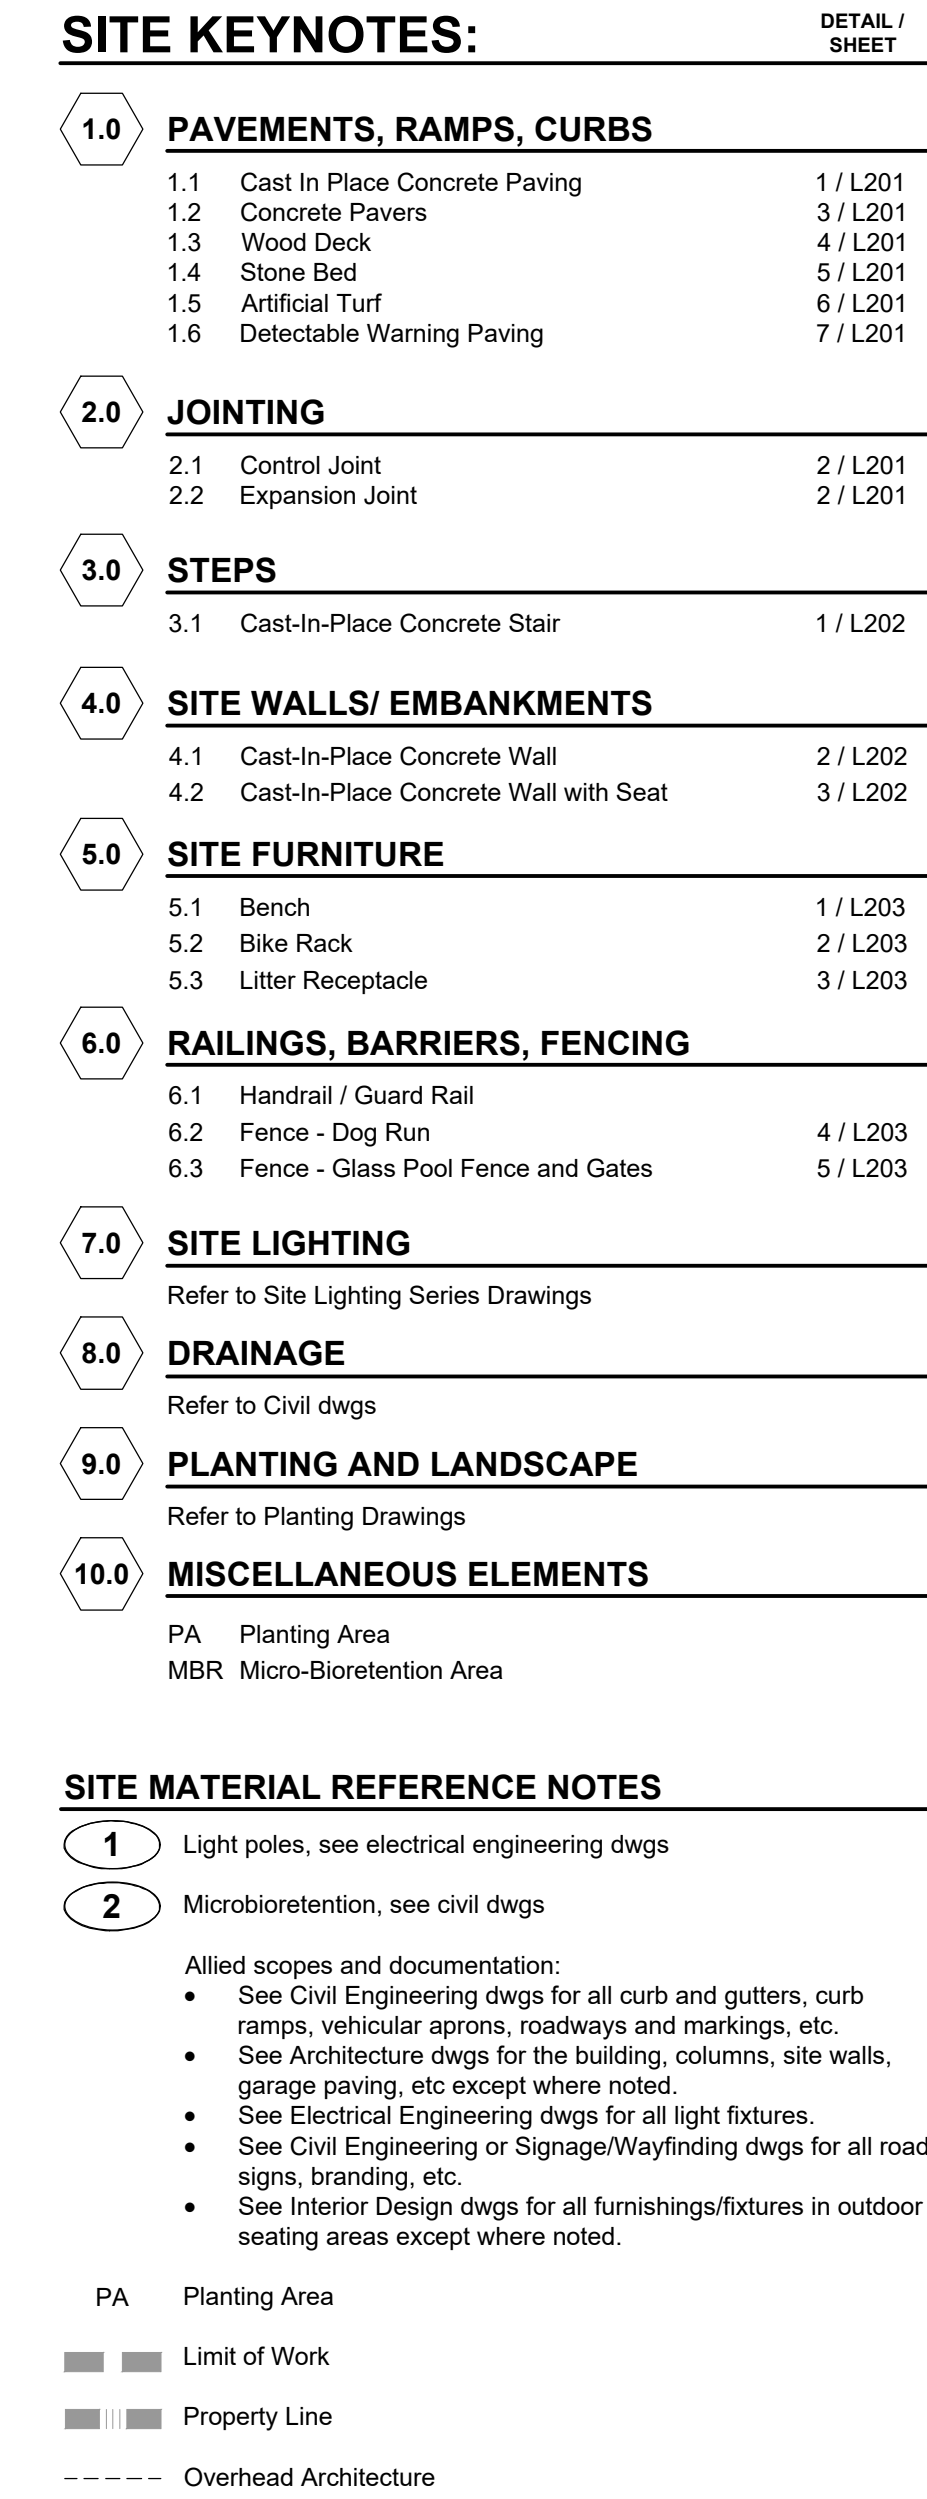 SITE KEYNOTES:
DETAIL /
SHEET
1.0 PAVEMENTS, RAMPS, CURBS
1.1 Cast In Place Concrete Paving 1 / L201
1.2 Concrete Pavers 3 / L201
1.3 Wood Deck 4 / L201
1.4 Stone Bed 5 / L201
1.5 Artificial Turf 6 / L201
1.6 Detectable Warning Paving 7 / L201
2.0 JOINTING
2.1 Control Joint 2 / L201
2.2 Expansion Joint 2 / L201
3.0 STEPS
3.1 Cast-In-Place Concrete Stair 1 / L202
4.0 SITE WALLS/ EMBANKMENTS
4.1 Cast-In-Place Concrete Wall 2 / L202
4.2 Cast-In-Place Concrete Wall with Seat 3 / L202
5.0 SITE FURNITURE
5.1 Bench 1 / L203
5.2 Bike Rack 2 / L203
5.3 Litter Receptacle 3 / L203
6.0 RAILINGS, BARRIERS, FENCING
6.1 Handrail / Guard Rail
6.2 Fence - Dog Run 4 / L203
6.3 Fence - Glass Pool Fence and Gates 5 / L203
7.0 SITE LIGHTING
Refer to Site Lighting Series Drawings
8.0 DRAINAGE
Refer to Civil dwgs
9.0 PLANTING AND LANDSCAPE
Refer to Planting Drawings
10.0 MISCELLANEOUS ELEMENTS
PA Planting Area
MBR Micro-Bioretention Area
SITE MATERIAL REFERENCE NOTES
1 Light poles, see electrical engineering dwgs
2 Microbioretention, see civil dwgs
Allied scopes and documentation:
• See Civil Engineering dwgs for all curb and gutters, curb
ramps, vehicular aprons, roadways and markings, etc.
• See Architecture dwgs for the building, columns, site walls,
garage paving, etc except where noted.
• See Electrical Engineering dwgs for all light fixtures.
• See Civil Engineering or Signage/Wayfinding dwgs for all road
signs, branding, etc.
• See Interior Design dwgs for all furnishings/fixtures in outdoor
seating areas except where noted.
PA Planting Area
Limit of Work
Property Line
Overhead Architecture